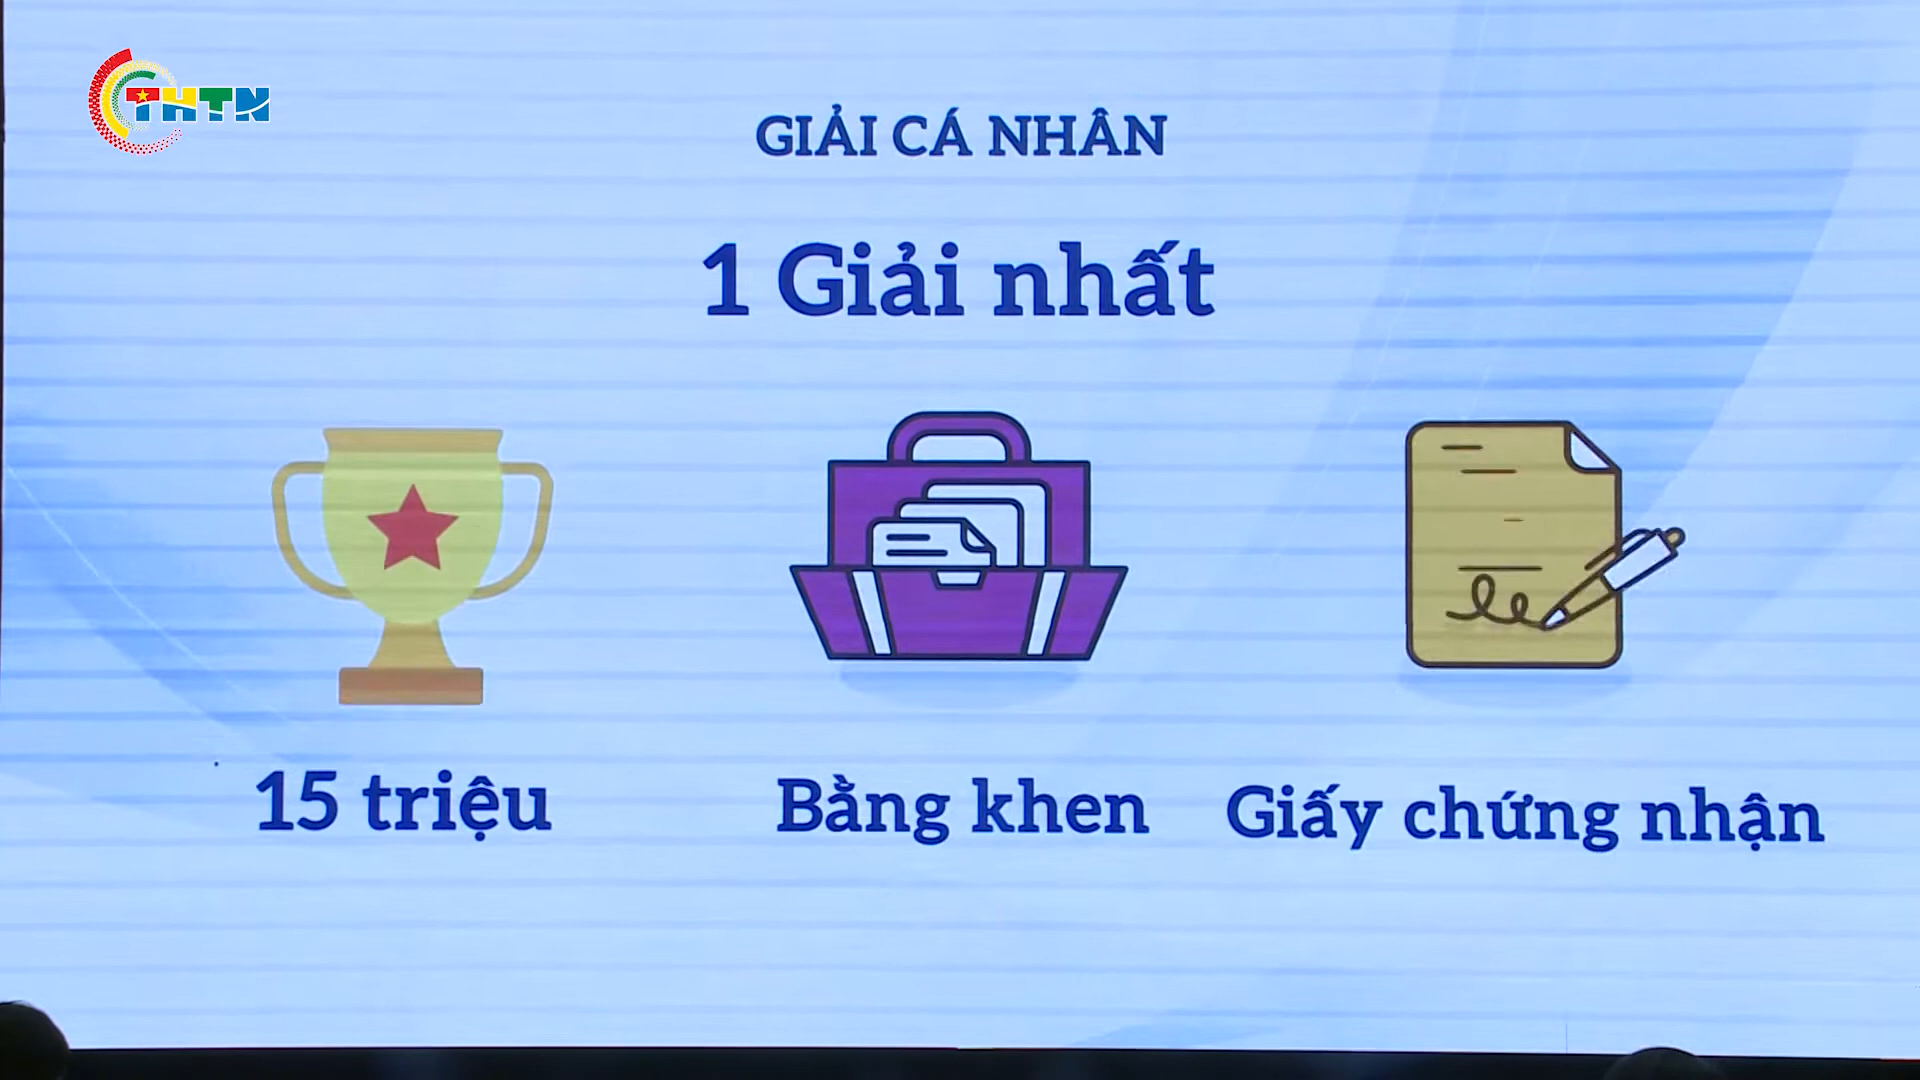 THTN
GIẢI CÁ NHÂN
1 Giải nhất
15 triệu
Bằng khen
Giấy chứng nhận